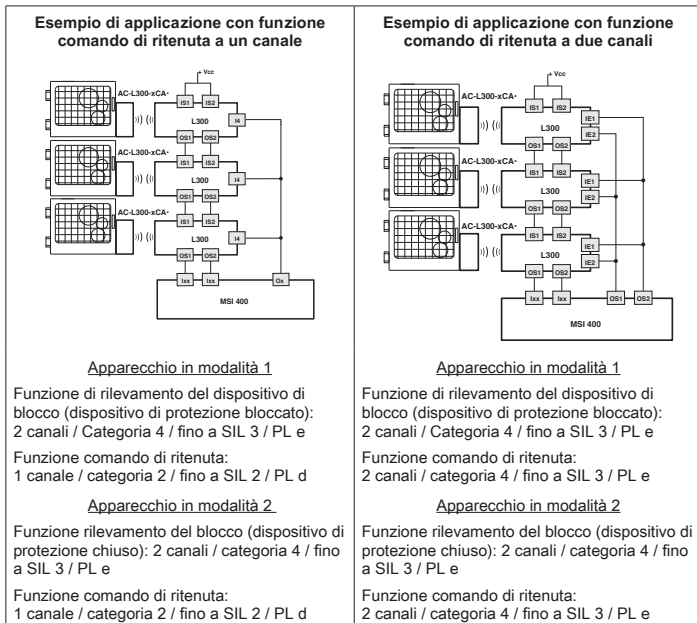 Esempio di applicazione con funzione
comando di ritenuta a un canale
+ Vcc
AC-L300-xCA•
IS1
IS2
L300
I4
OS1
OS2
AC-L300-xCA•
IS1
IS2
L300
I4
OS1
OS2
AC-L300-xCA•
IS1
IS2
L300
I4
OS1
OS2
Ixx
Ixx
Ox
MSI 400
Apparecchio in modalità 1
Funzione di rilevamento del dispositivo di
blocco (dispositivo di protezione bloccato):
2 canali / Categoria 4 / fino a SIL 3 / PL e
Funzione comando di ritenuta:
1 canale / categoria 2 / fino a SIL 2 / PL d
Apparecchio in modalità 2
Funzione rilevamento del blocco (dispositivo di
protezione chiuso): 2 canali / categoria 4 / fino
a SIL 3 / PL e
Funzione comando di ritenuta:
1 canale / categoria 2 / fino a SIL 2 / PL d
Esempio di applicazione con funzione
comando di ritenuta a due canali
+ Vcc
AC-L300-xCA•
IS1
IS2
IE1
L300
IE2
OS1
OS2
AC-L300-xCA•
IS1
IS2
IE1
L300
IE2
OS1
OS2
AC-L300-xCA•
IS1
IS2
IE1
L300
IE2
OS1
OS2
Ixx
Ixx
OS1
OS2
MSI 400
Apparecchio in modalità 1
Funzione di rilevamento del dispositivo di
blocco (dispositivo di protezione bloccato):
2 canali / Categoria 4 / fino a SIL 3 / PL e
Funzione comando di ritenuta:
2 canali / categoria 4 / fino a SIL 3 / PL e
Apparecchio in modalità 2
Funzione rilevamento del blocco (dispositivo di
protezione chiuso): 2 canali / categoria 4 / fino
a SIL 3 / PL e
Funzione comando di ritenuta:
2 canali / categoria 4 / fino a SIL 3 / PL e